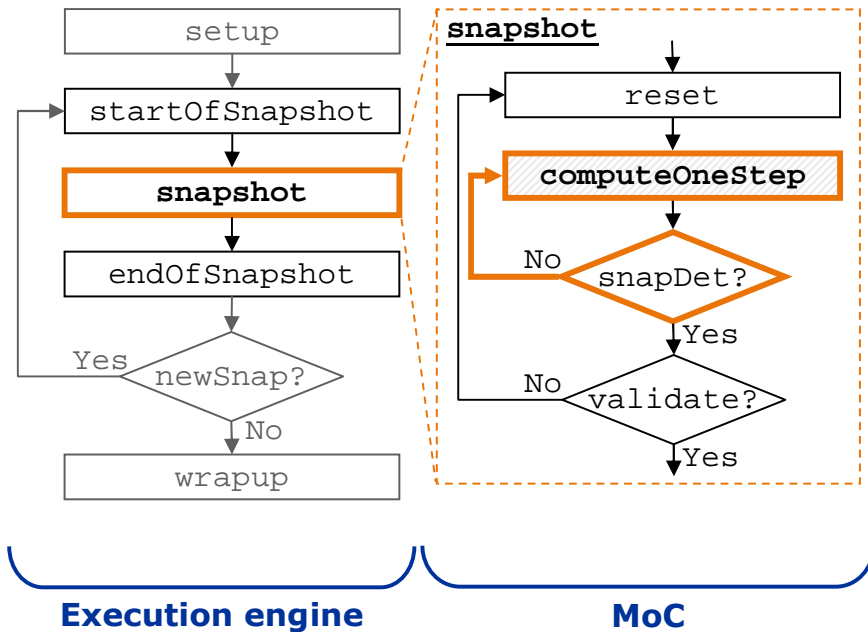 setup
startOfSnapshot
snapshot
endOfSnapshot
Yes
newSnap?
No
wrapup
snapshot
reset
computeOneStep
No
snapDet?
Yes
No
validate?
Yes
Execution engine
MoC